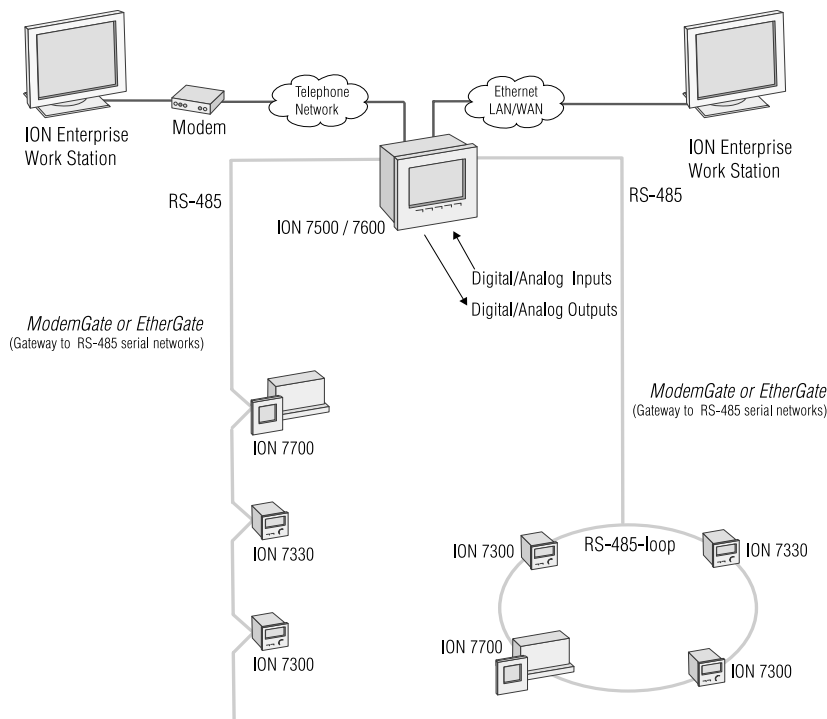 Telephone
Network
Ethernet
LAN/WAN
ION Enterprise
Work Station
Modem
ION Enterprise
Work Station
RS-485
RS-485
ION 7500 / 7600
Digital/Analog Inputs
Digital/Analog Outputs
ModemGate or EtherGate
(Gateway to RS-485 serial networks)
ModemGate or EtherGate
(Gateway to RS-485 serial networks)
ION 7700
ION 7330
ION 7300
RS-485-loop
ION 7330
ION 7300
ION 7700
ION 7300